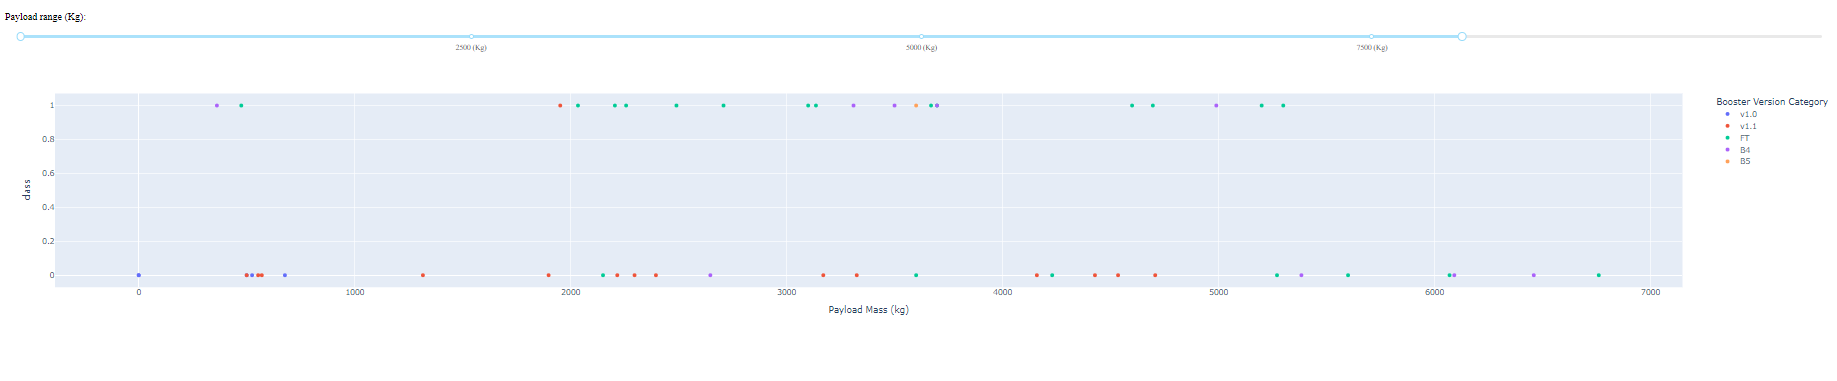 Payload range (Kg):
2500 (Kg)
5000 (Kg)
7500 (Kg)
Booster Version Category
v1.0
v1.1
FT
B4
B5
class
1
0.8
0.6
0.4
0.2
0
0
1000
2000
3000
4000
5000
6000
7000
Payload Mass (kg)